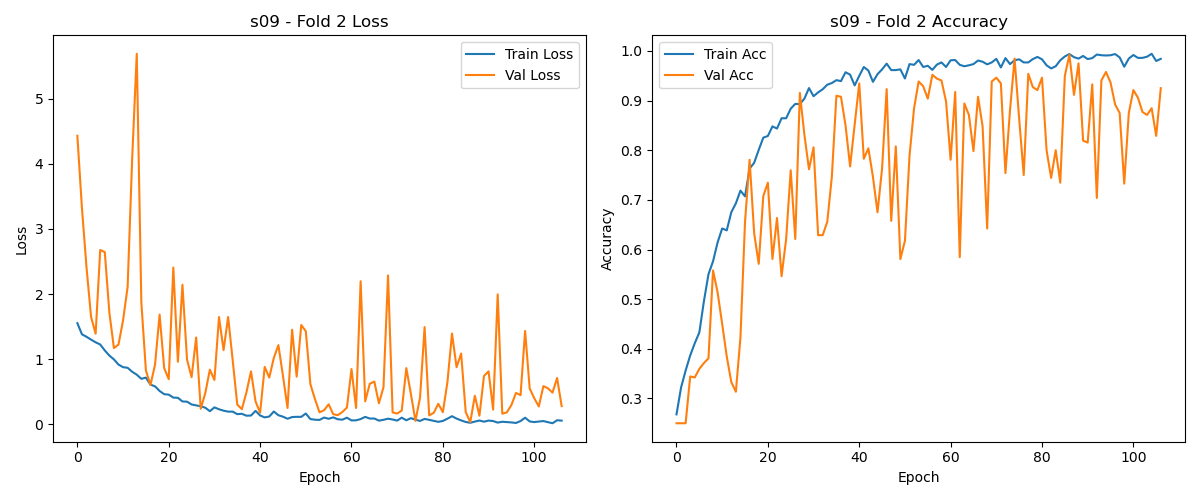 s09 - Fold 2 Loss
Train Loss
Val Loss
Loss
5
4
3
2
1
0
0 20 40 60 80 100
Epoch
s09 - Fold 2 Accuracy
Train Acc
Val Acc
Accuracy
1.0
0.9
0.8
0.7
0.6
0.5
0.4
0.3
0 20 40 60 80 100
Epoch